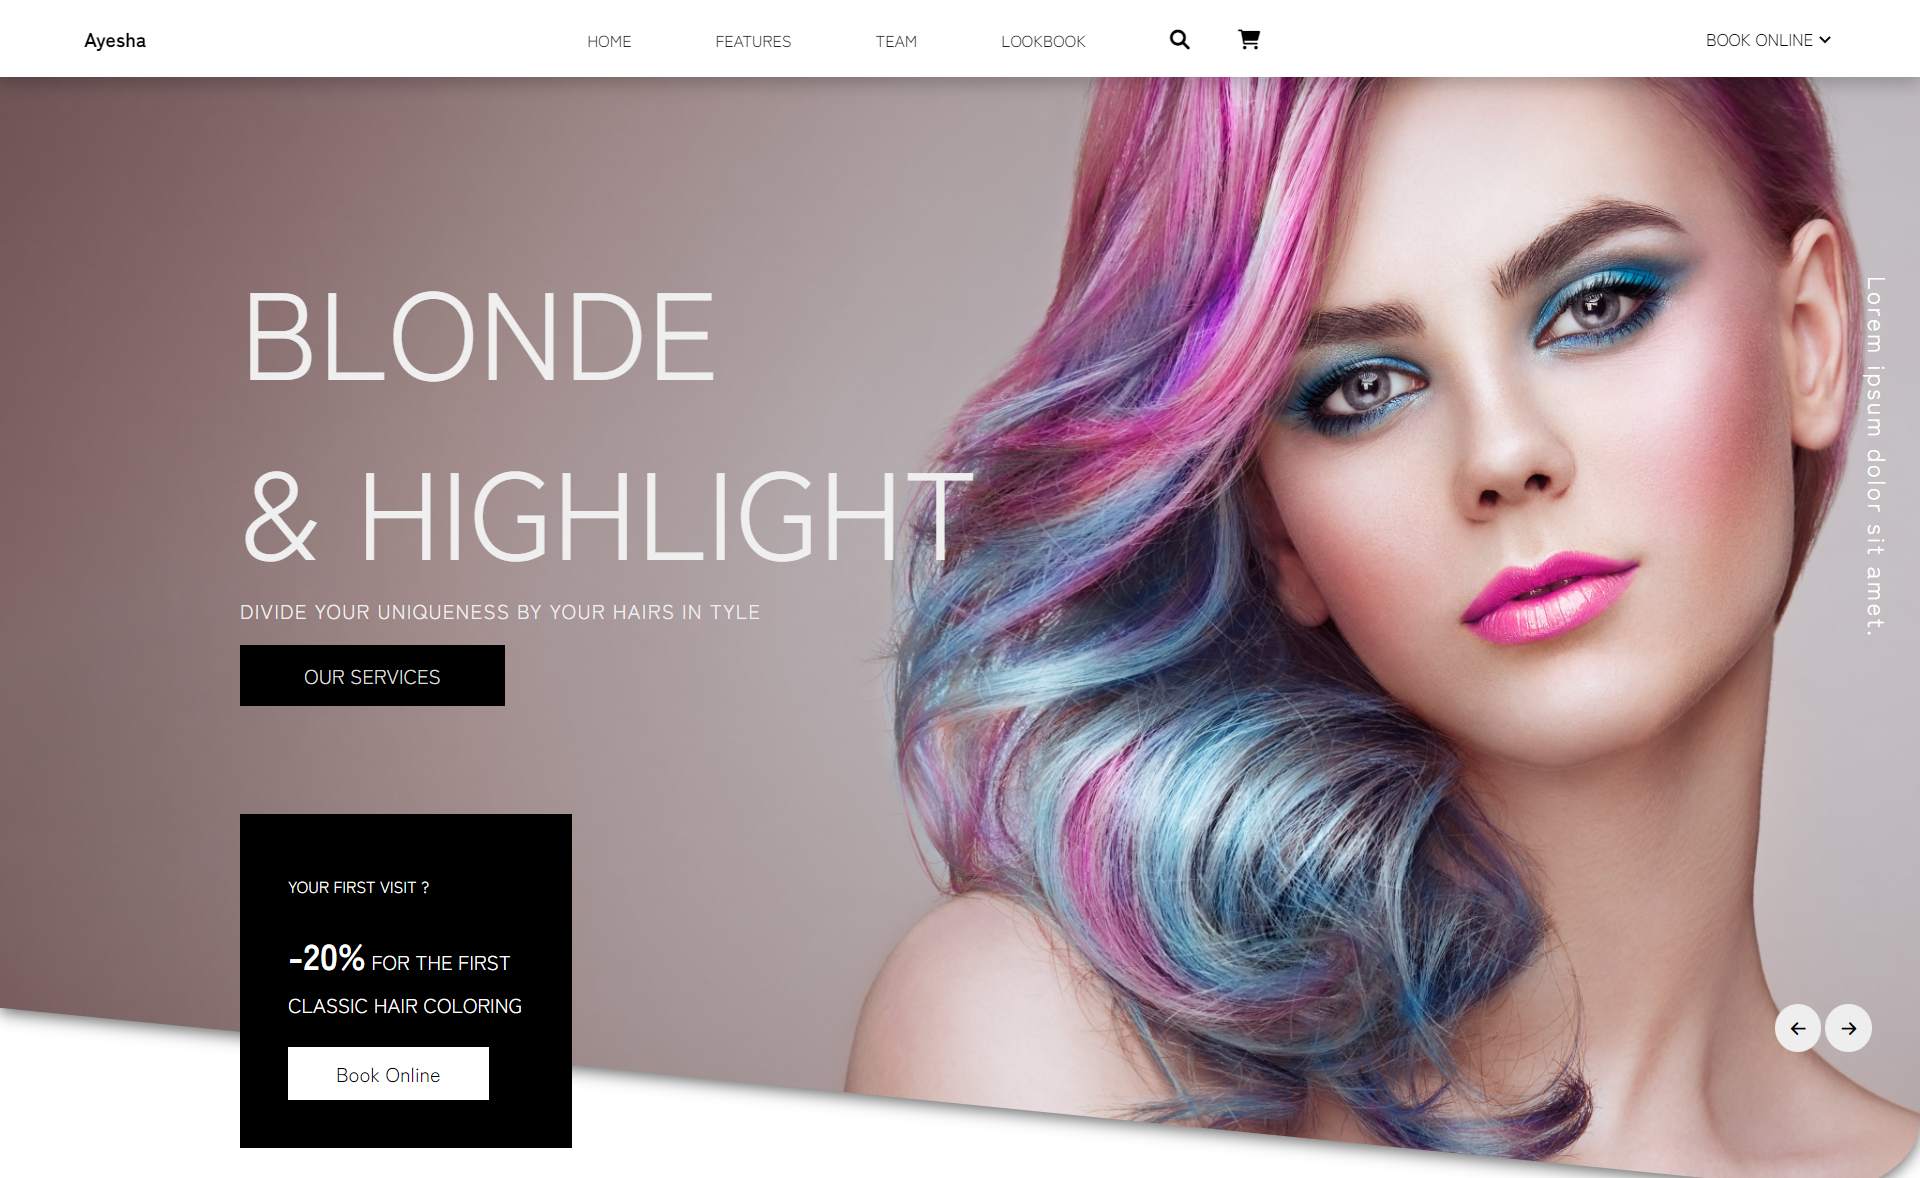 Ayesha
HOME
FEATURES
TEAM
LOOKBOOK
BOOK ONLINE
BLONDE
& HIGHLIGHT
DIVIDE YOUR UNIQUENESS BY YOUR HAIRS IN TYLE
OUR SERVICES
Lorem ipsum dolor sit amet.
YOUR FIRST VISIT ?
-20% FOR THE FIRST
CLASSIC HAIR COLORING
Book Online